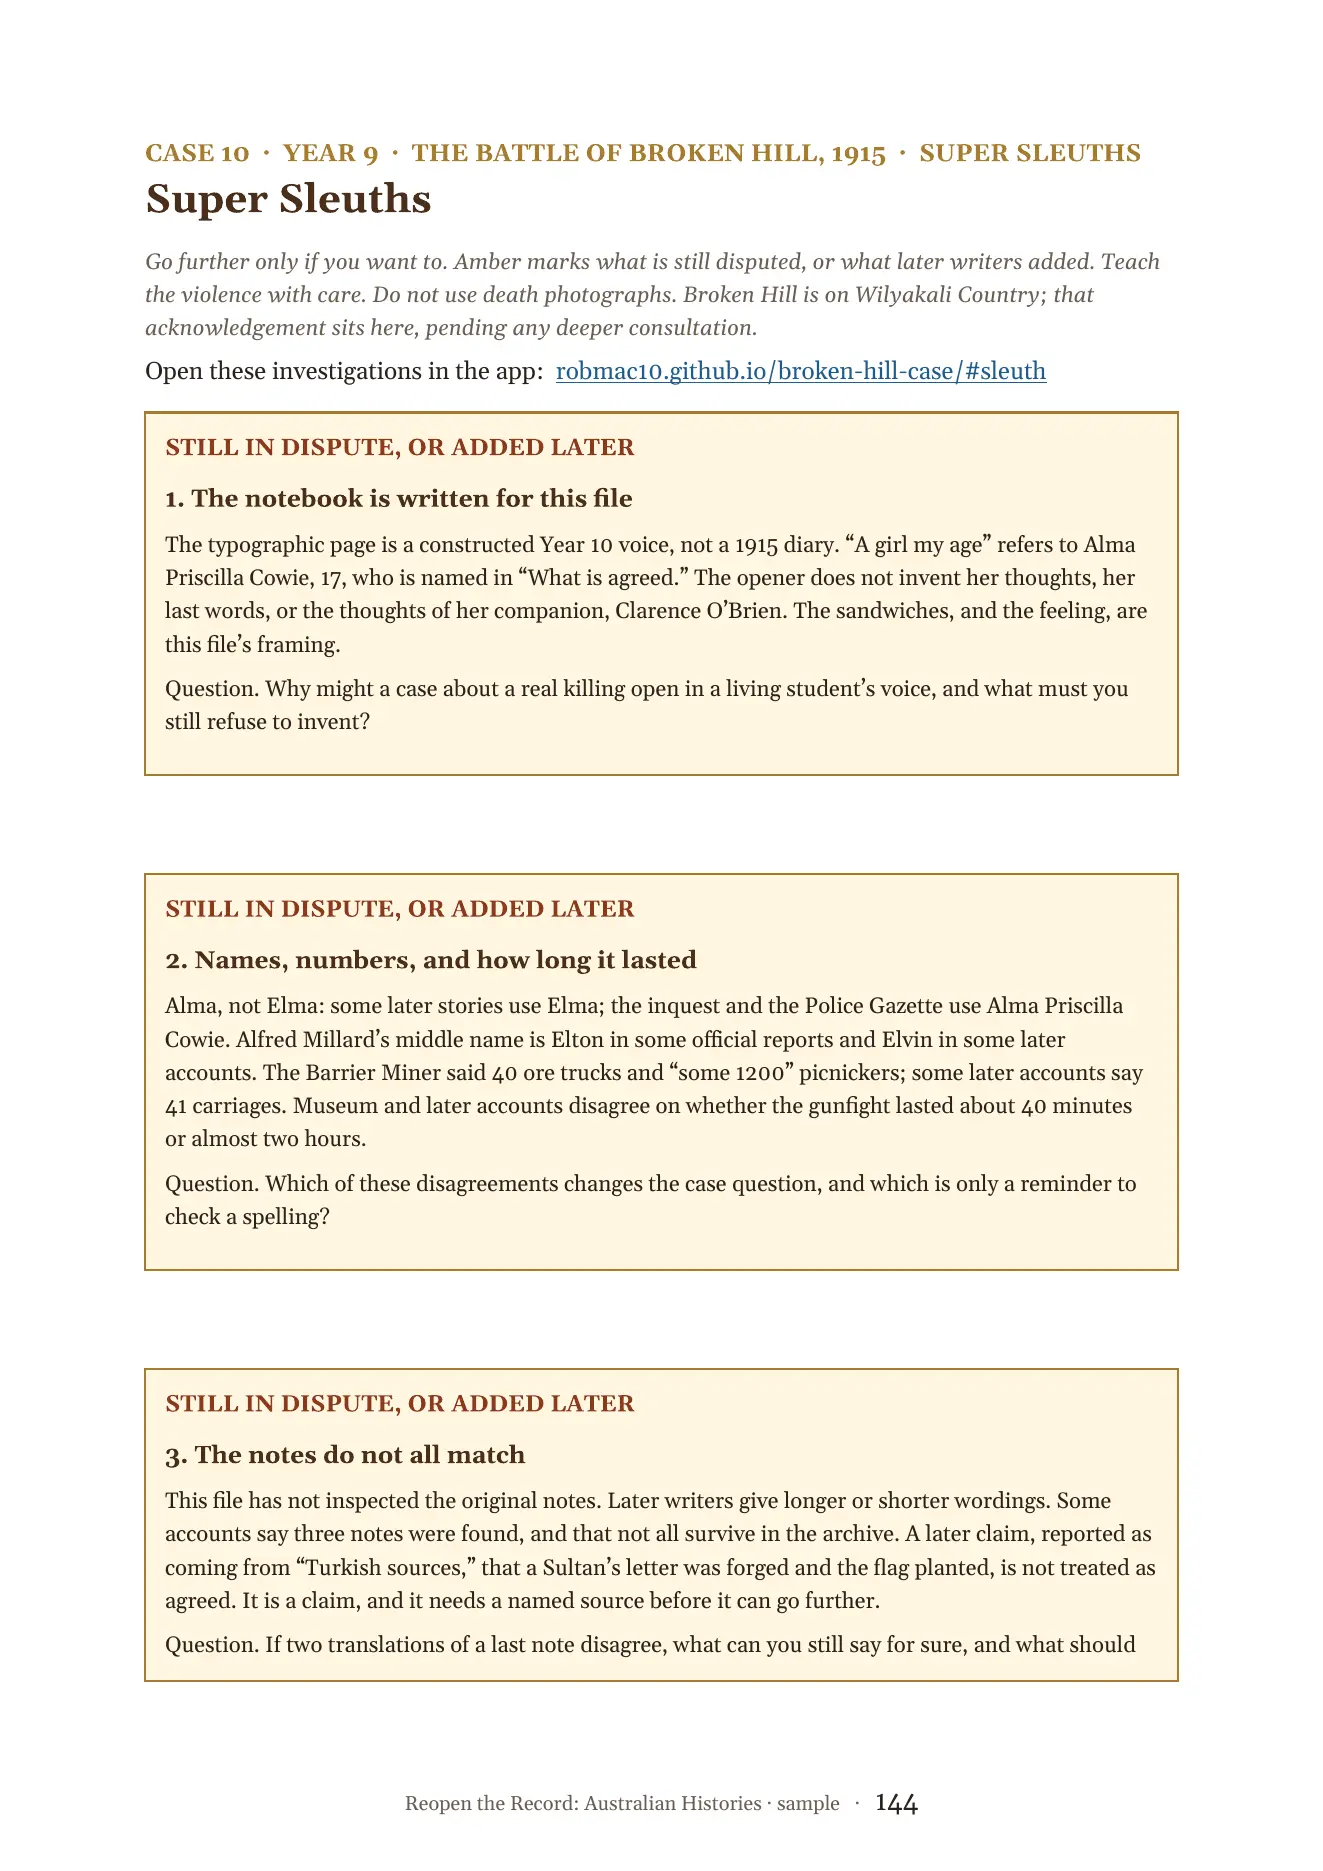 CASE 10 · YEAR 9 · THE BATTLE OF BROKEN HILL, 1915 · SUPER SLEUTHS
Super Sleuths
Go further only if you want to. Amber marks what is still disputed, or what later writers added. Teach
the violence with care. Do not use death photographs. Broken Hill is on Wilyakali Country; that
acknowledgement sits here, pending any deeper consultation.
Open these investigations in the app: robmac10.github.io/broken-hill-case/#sleuth
STILL IN DISPUTE, OR ADDED LATER
1. The notebook is written for this file
The typographic page is a constructed Year 10 voice, not a 1915 diary. “A girl my age” refers to Alma
Priscilla Cowie, 17, who is named in “What is agreed.” The opener does not invent her thoughts, her
last words, or the thoughts of her companion, Clarence O’Brien. The sandwiches, and the feeling, are
this file’s framing.
Question. Why might a case about a real killing open in a living student’s voice, and what must you
still refuse to invent?
STILL IN DISPUTE, OR ADDED LATER
2. Names, numbers, and how long it lasted
Alma, not Elma: some later stories use Elma; the inquest and the Police Gazette use Alma Priscilla
Cowie. Alfred Millard’s middle name is Elton in some official reports and Elvin in some later
accounts. The Barrier Miner said 40 ore trucks and “some 1200” picnickers; some later accounts say
41 carriages. Museum and later accounts disagree on whether the gunfight lasted about 40 minutes
or almost two hours.
Question. Which of these disagreements changes the case question, and which is only a reminder to
check a spelling?
STILL IN DISPUTE, OR ADDED LATER
3. The notes do not all match
This file has not inspected the original notes. Later writers give longer or shorter wordings. Some
accounts say three notes were found, and that not all survive in the archive. A later claim, reported as
coming from “Turkish sources,” that a Sultan’s letter was forged and the flag planted, is not treated as
agreed. It is a claim, and it needs a named source before it can go further.
Question. If two translations of a last note disagree, what can you still say for sure, and what should
Reopen the Record: Australian Histories · sample · 144